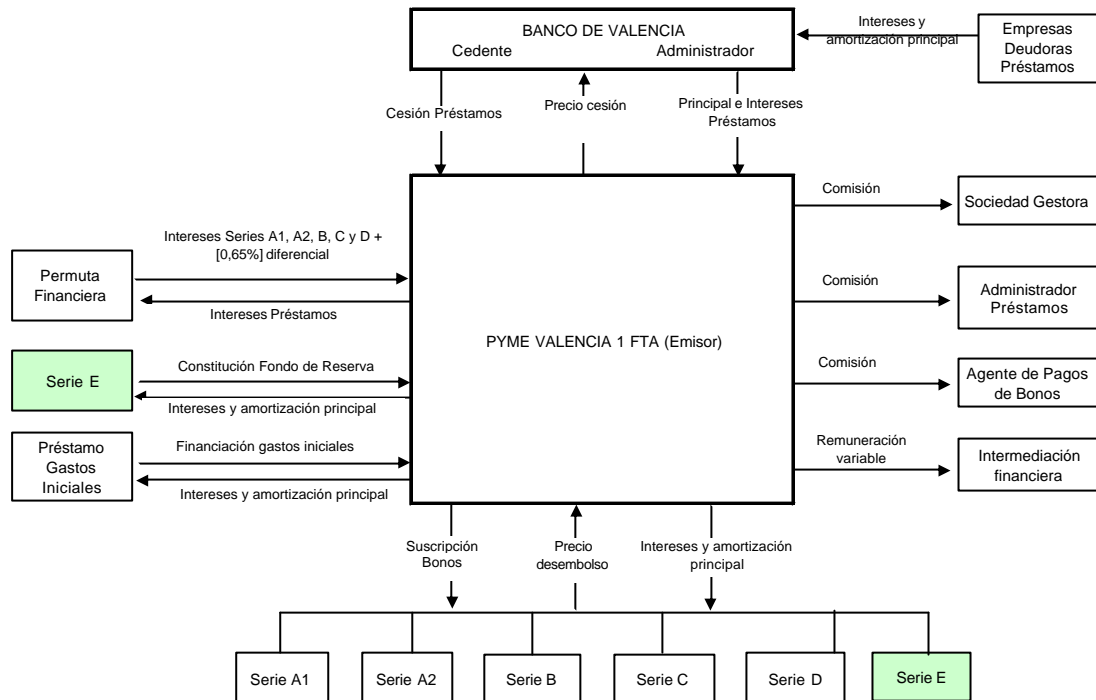 BANCO DE VALENCIA
Cedente Administrador
Intereses y
amortización principal
Empresas
Deudoras
Préstamos
Cesión Préstamos
Precio cesión
Principal e Intereses
Préstamos
Intereses Series A1, A2, B, C y D +
[0,65%] diferencial
Permuta
Financiera
Intereses Préstamos
Serie E
Constitución Fondo de Reserva
Intereses y amortización principal
Préstamo
Gastos
Iniciales
Financiación gastos iniciales
Intereses y amortización principal
PYME VALENCIA 1 FTA (Emisor)
Comisión
Sociedad Gestora
Comisión
Administrador
Préstamos
Comisión
Agente de Pagos
de Bonos
Remuneración
variable
Intermediación
financiera
Suscripción
Bonos
Precio
desembolso
Intereses y amortización
principal
Serie A1
Serie A2
Serie B
Serie C
Serie D
Serie E